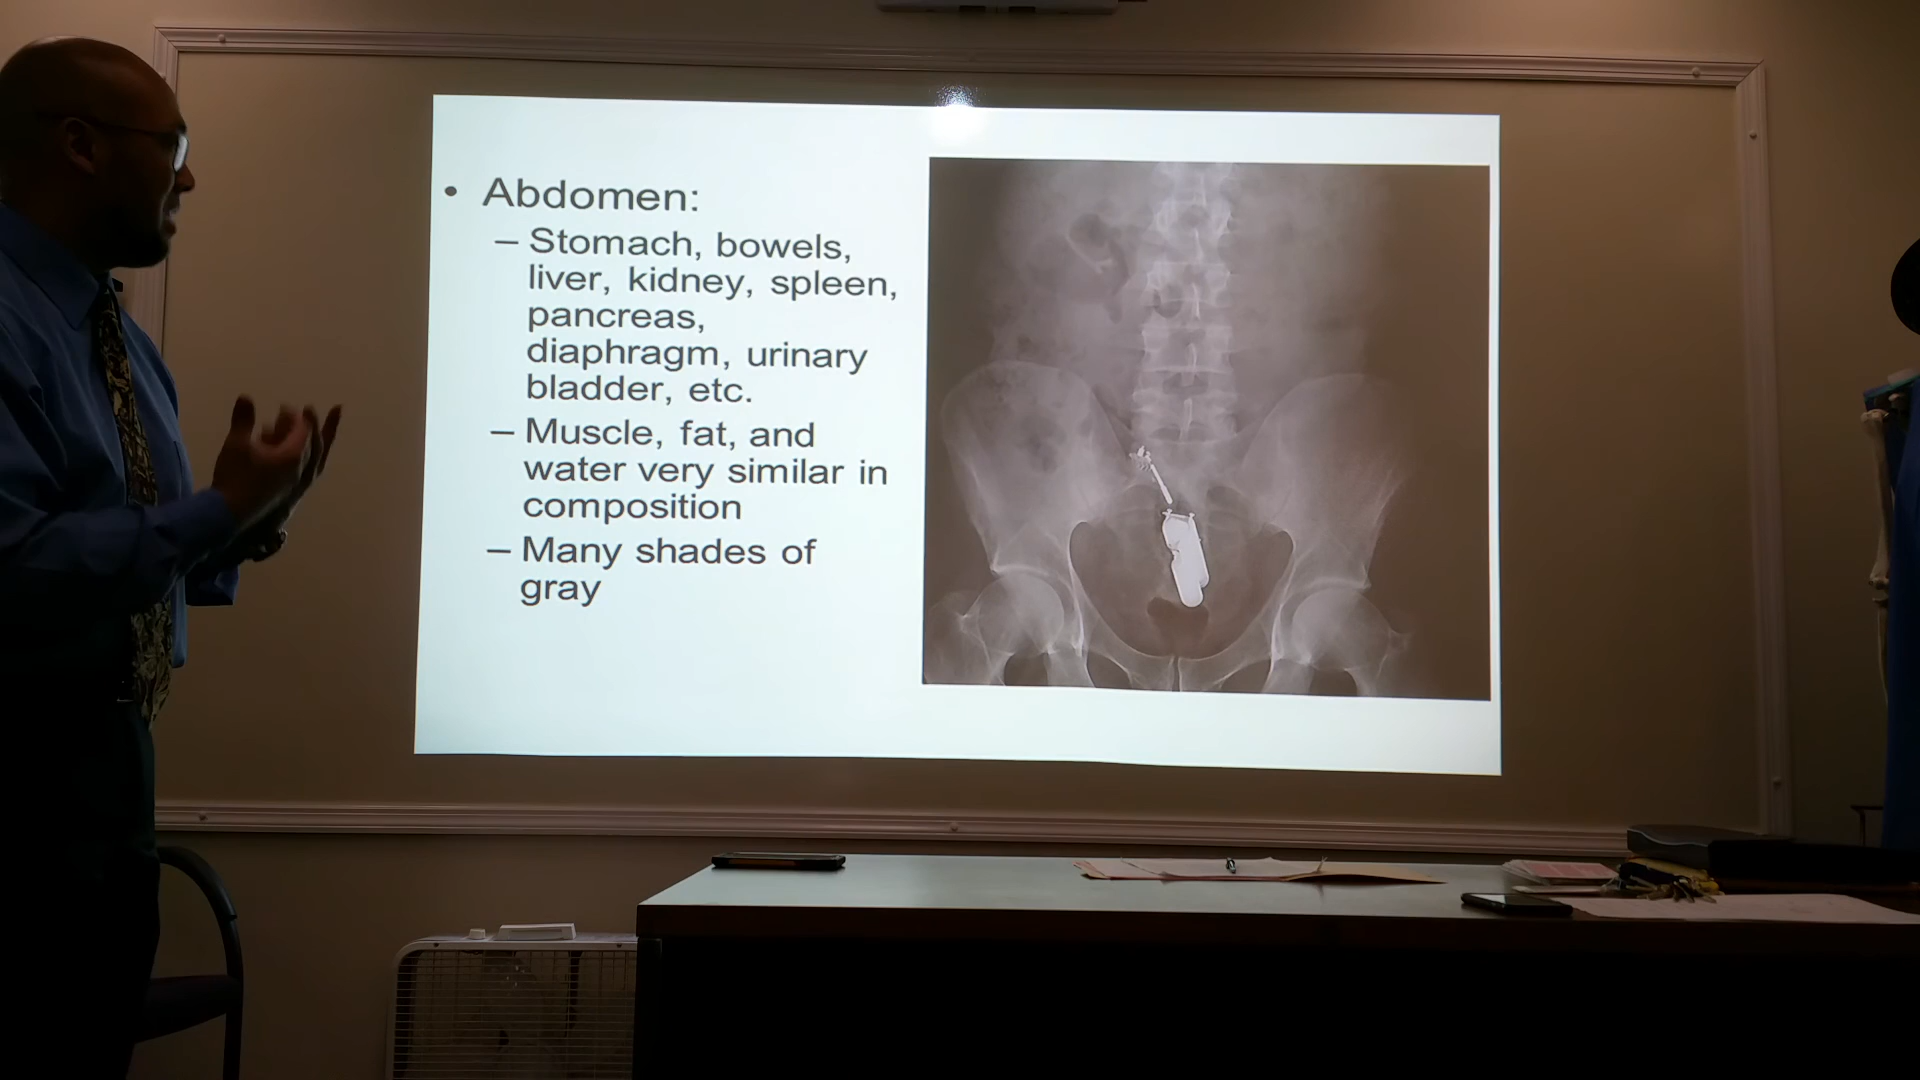 • Abdomen:
– Stomach, bowels,
liver, kidney, spleen,
pancreas,
diaphragm, urinary
bladder, etc.
– Muscle, fat, and
water very similar in
composition
– Many shades of
gray